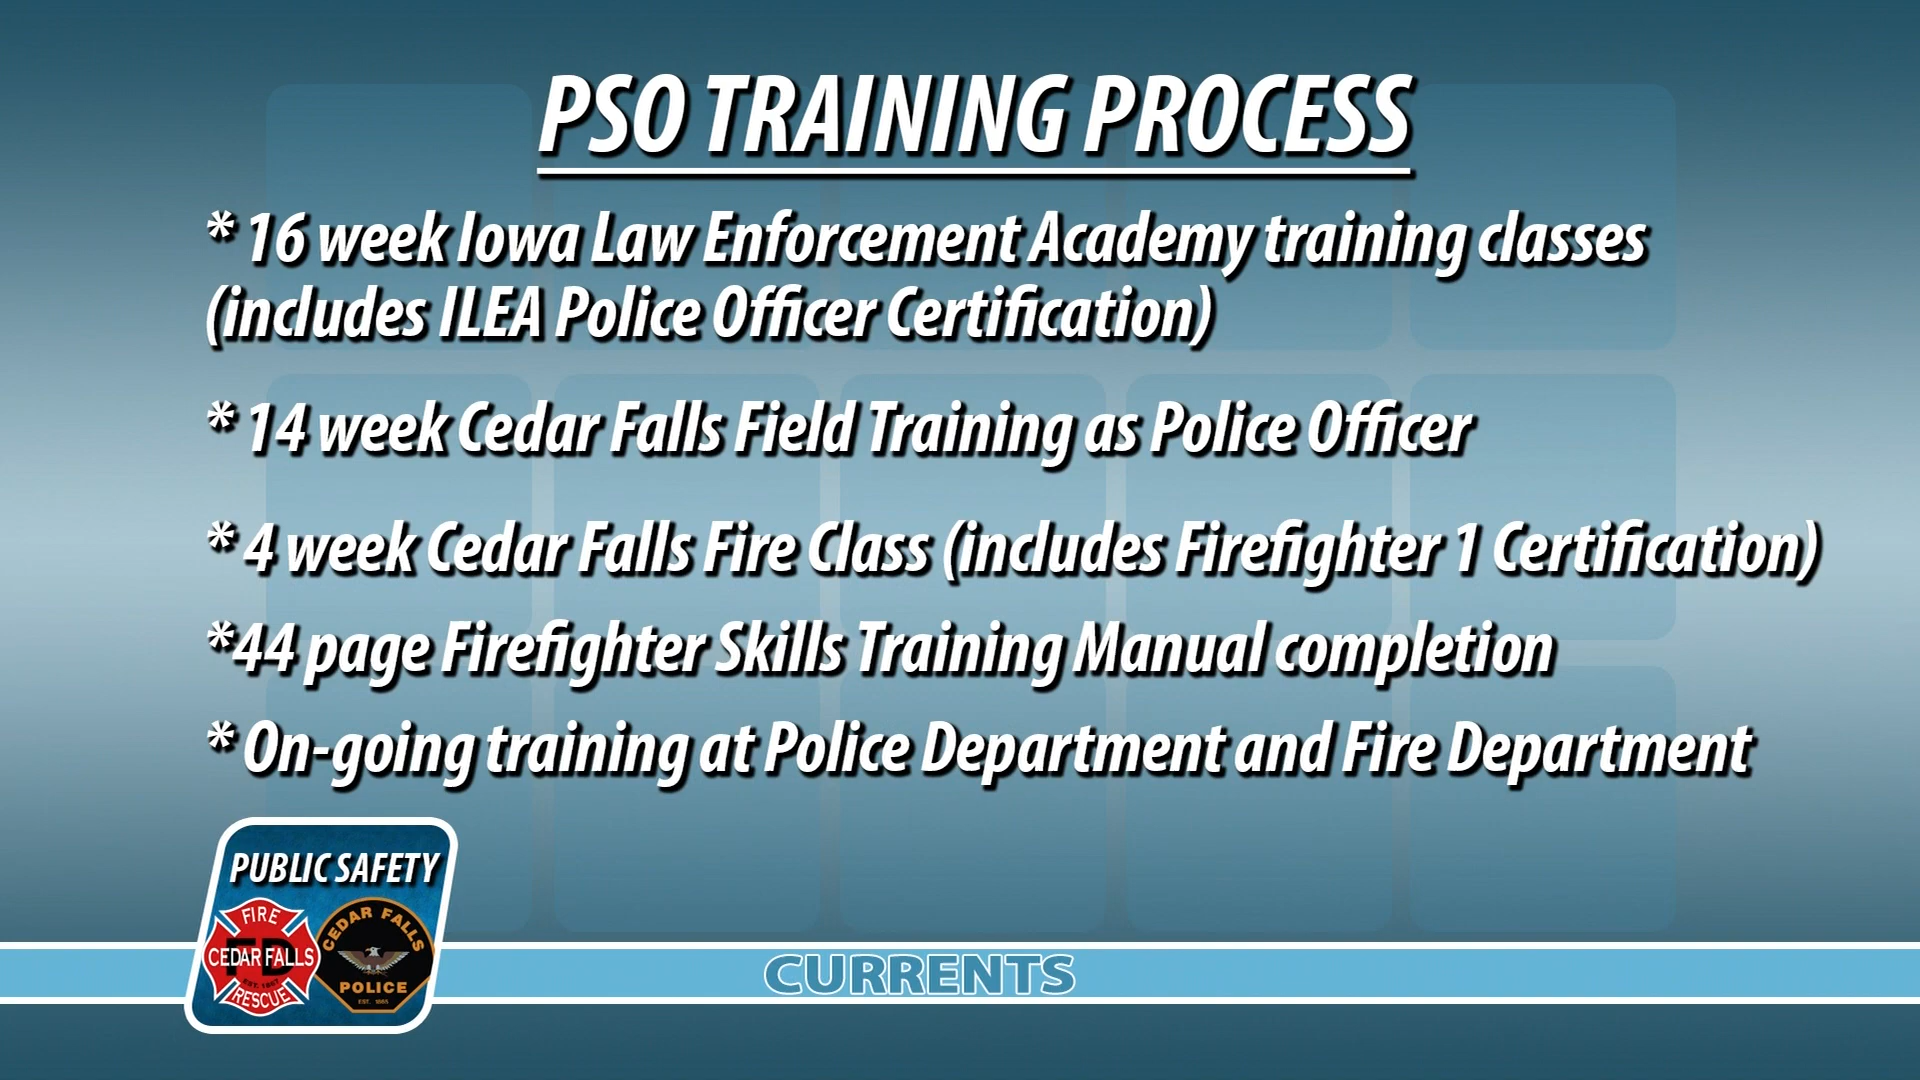 PSO TRAINING PROCESS
* 16 week Iowa Law Enforcement Academy training classes
(includes ILEA Police Officer Certification)
* 14 week Cedar Falls Field Training as Police Officer
* 4 week Cedar Falls Fire Class (includes Firefighter 1 Certification)
*44 page Firefighter Skills Training Manual completion
* On-going training at Police Department and Fire Department
PUBLIC SAFETY
FIRE
FD
CEDAR FALLS
EST. 1867
RESCUE
CEDAR FALLS
POLICE
CURRENTS